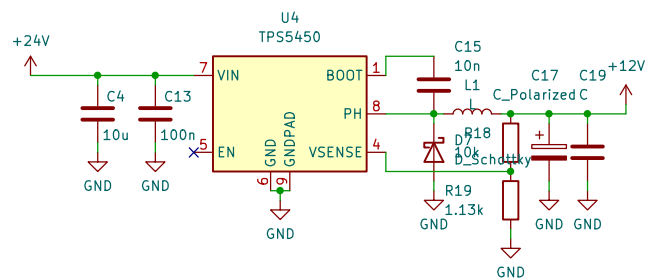 U4
TPS5450
+24V
C4
10u
C13
100n
GND
GND
7
VIN
5
EN
BOOT
1
PH
8
VSENSE
4
GND
GNDPAD
6
9
GND
C15
10n
L1
L
D7
D_Schottky
GND
R18
10k
R19
1.13k
GND
C17
C_Polarized
+
GND
C19
C
GND
+12V